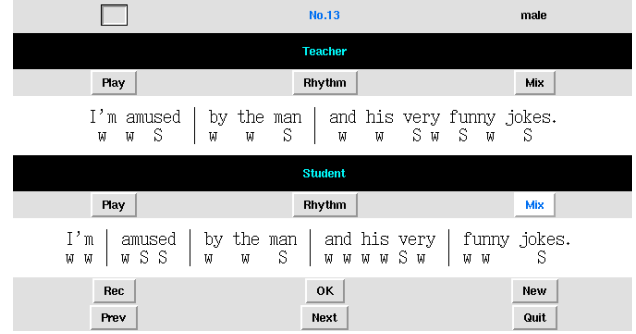 No.13 male
Teacher
Play Rhythm Mix
I'm amused | by the man | and his very funny jokes.
W W S | W W S | W W S W S W S
Student
Play Rhythm Mix
I'm | amused | by the man | and his very | funny jokes.
W W | W S S | W W S | W W W W S W | W W S
Rec OK New
Prev Next Quit